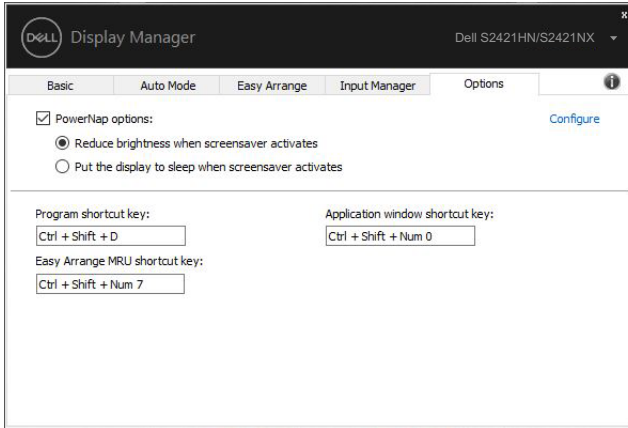 x
DELL Display Manager
Dell S2421HN/S2421NX
Basic Auto Mode Easy Arrange Input Manager Options
PowerNap options: Configure
Reduce brightness when screensaver activates
Put the display to sleep when screensaver activates
Program shortcut key: Application window shortcut key:
Ctrl + Shift + D Ctrl + Shift + Num 0
Easy Arrange MRU shortcut key:
Ctrl + Shift + Num 7